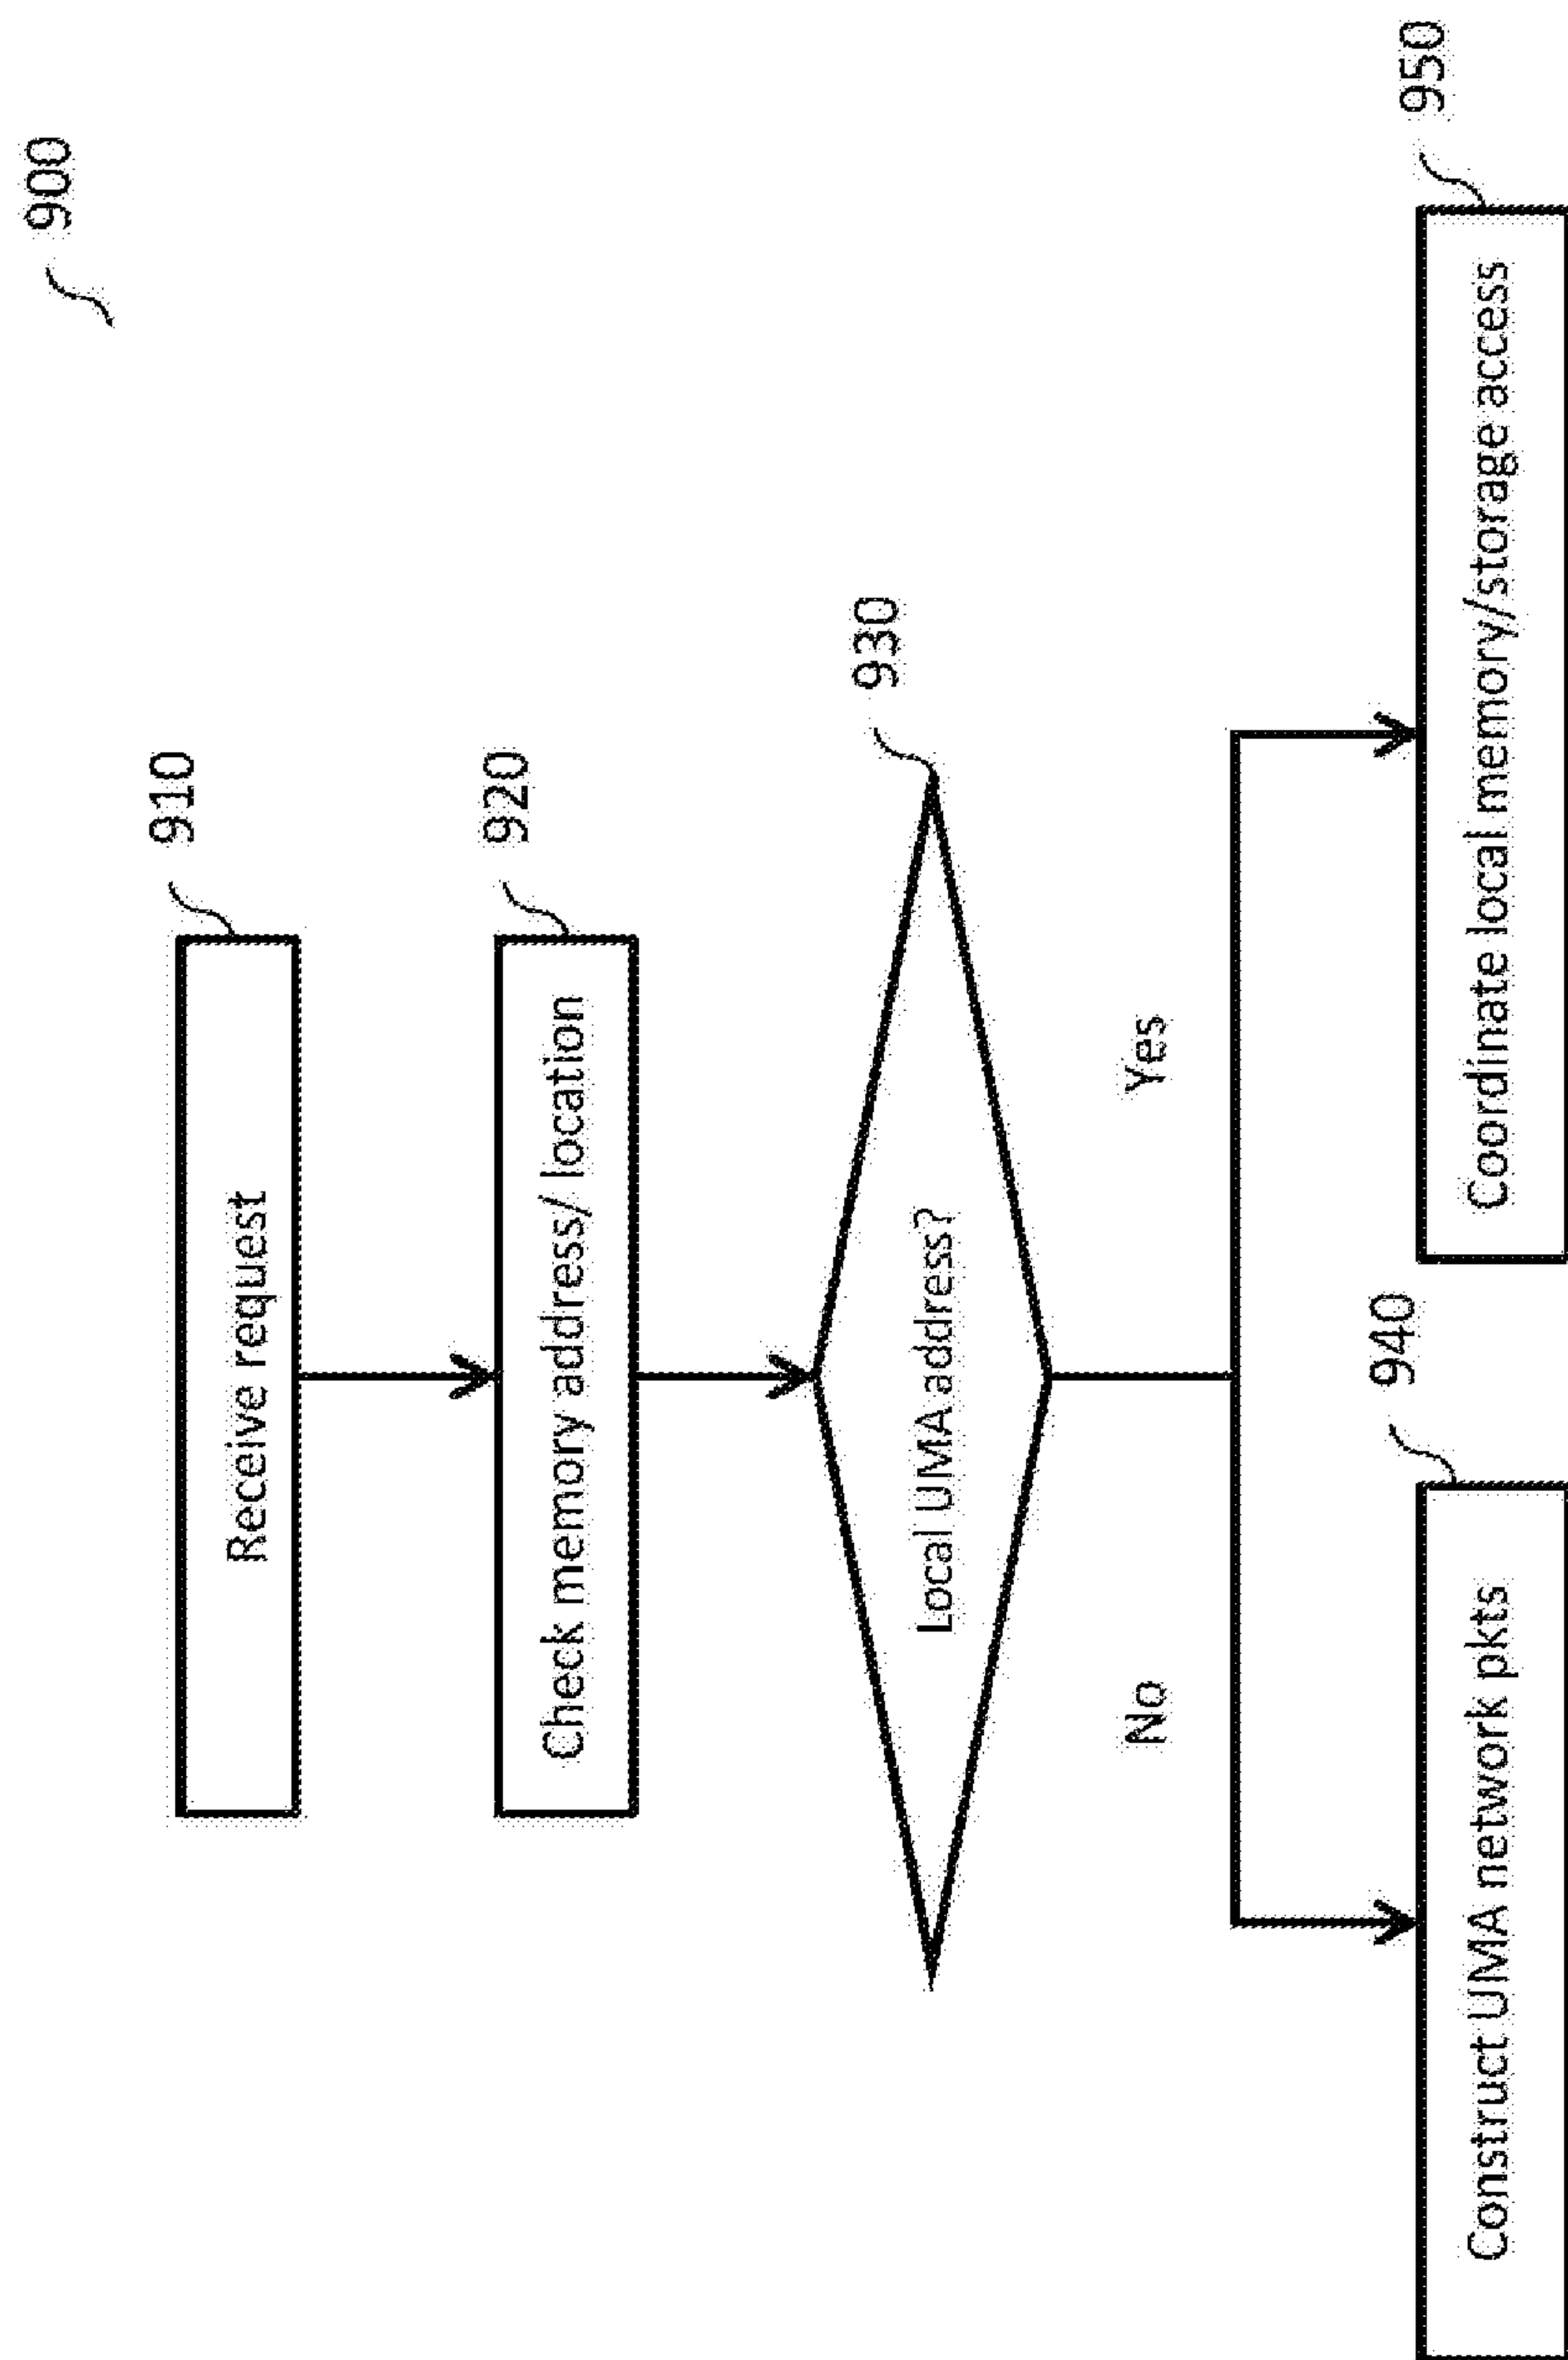 900
910
Receive request
920
Check memory address/ location
930
Local UMA address?
No
Yes
940
Construct UMA network pkts
950
Coordinate local memory/storage access